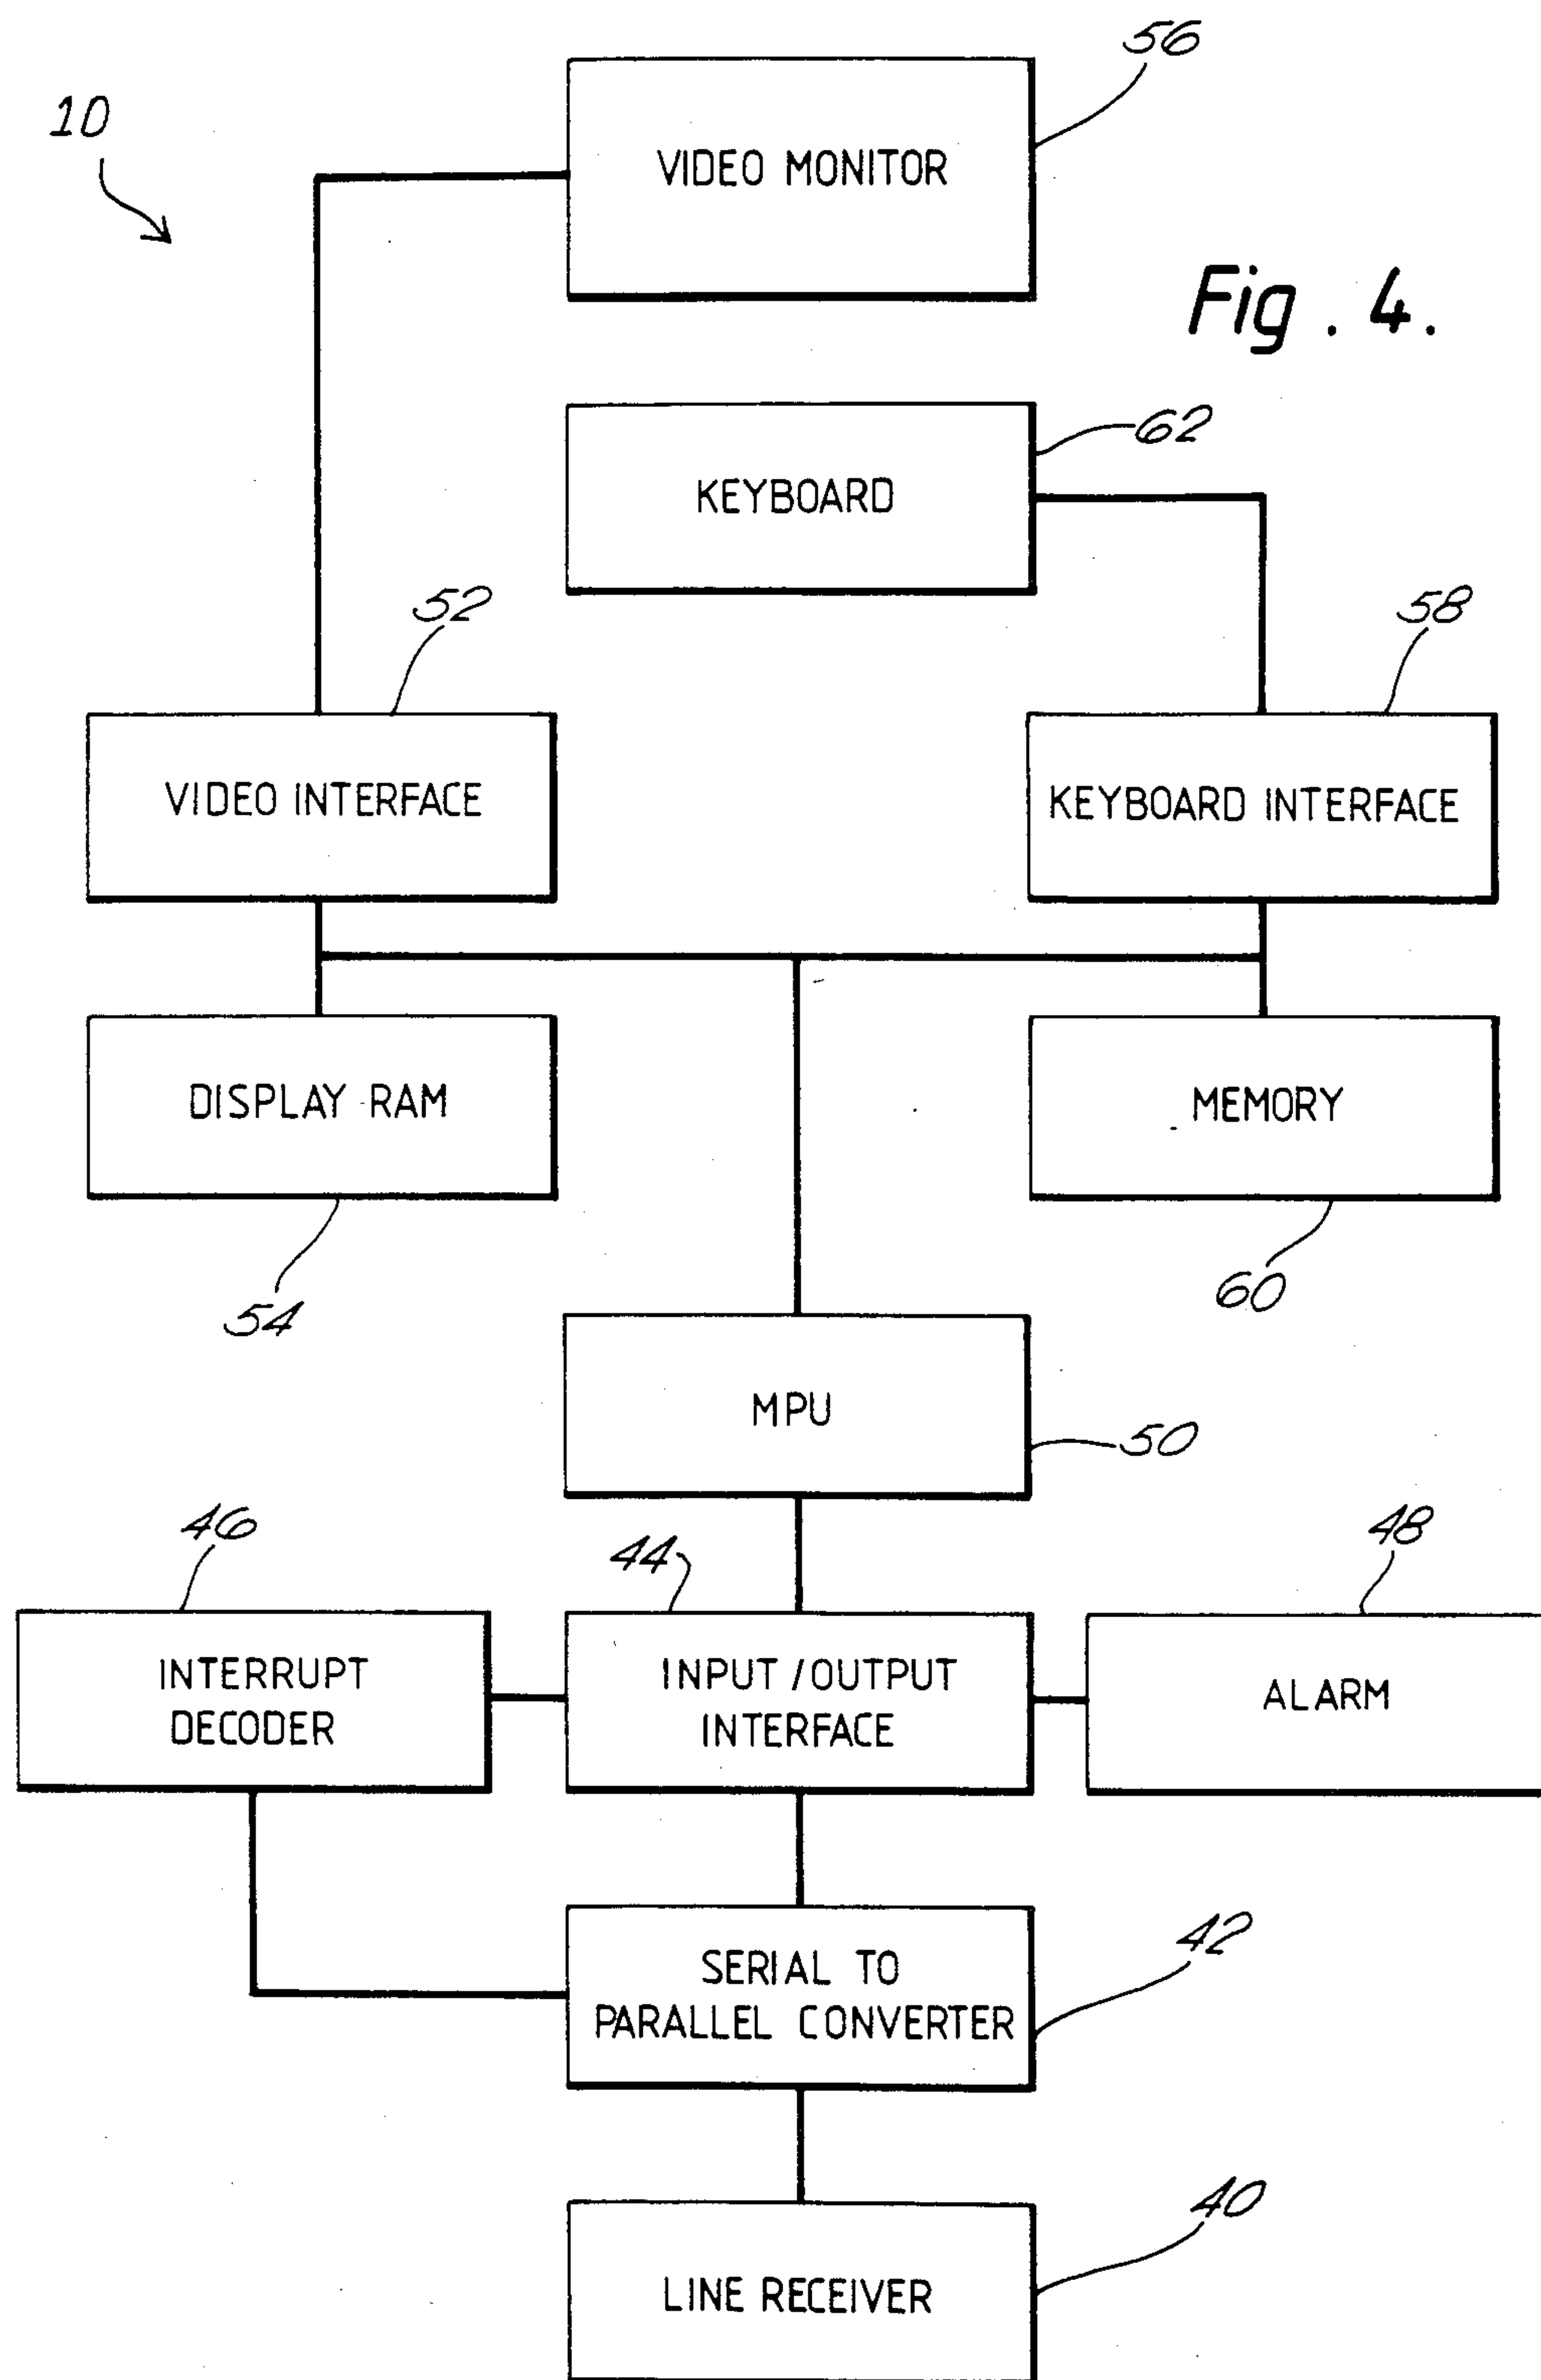 56
10
VIDEO MONITOR
Fig. 4.
62
KEYBOARD
52
58
VIDEO INTERFACE
KEYBOARD INTERFACE
DISPLAY RAM
MEMORY
54
60
MPU
50
46
44
48
INTERRUPT
DECODER
INPUT / OUTPUT
INTERFACE
ALARM
42
SERIAL TO
PARALLEL CONVERTER
40
LINE RECEIVER